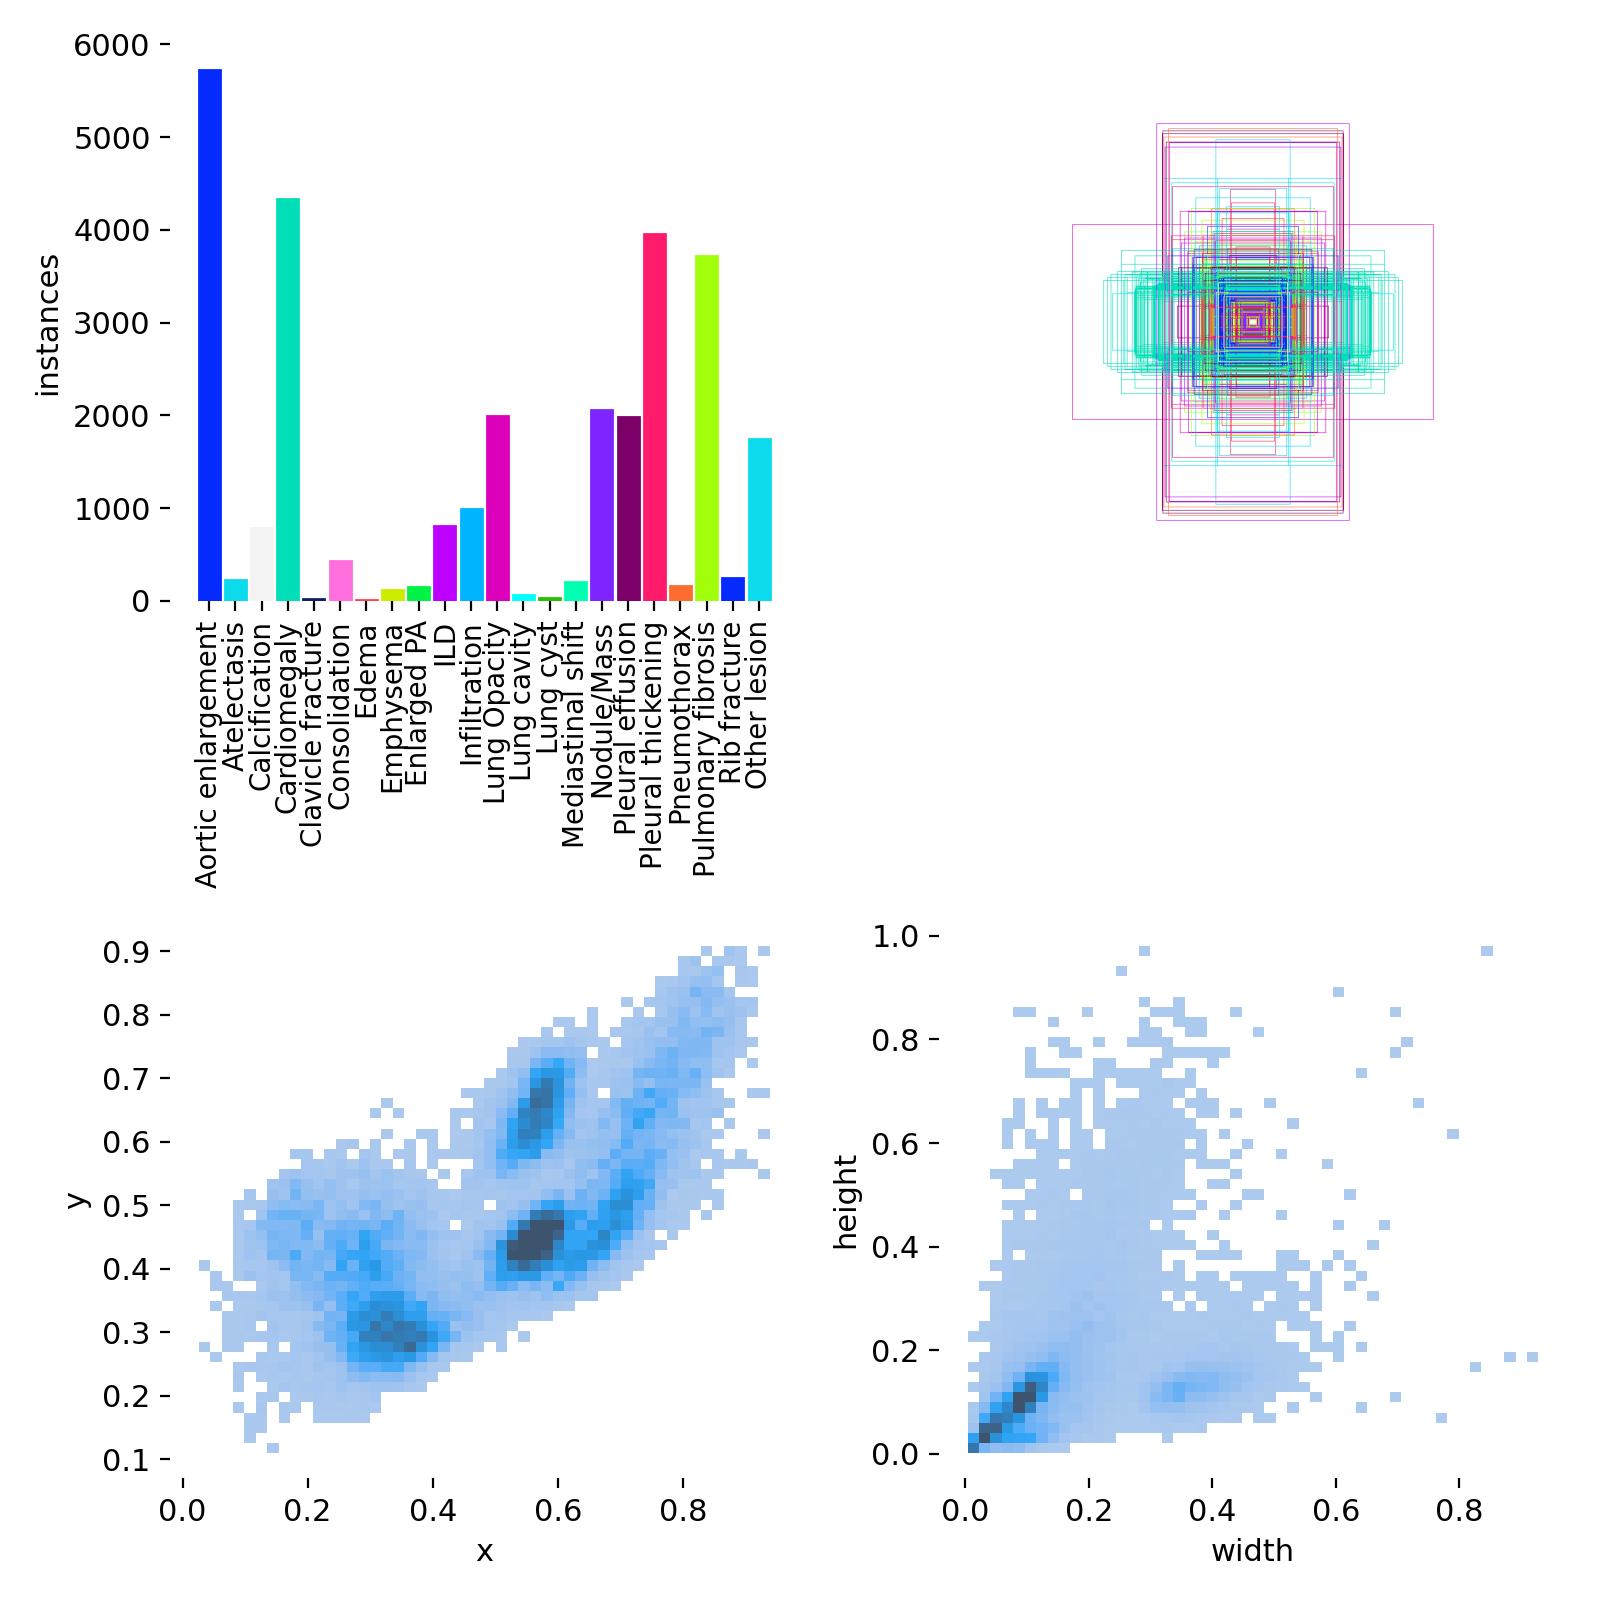 6000
5000
4000
3000
2000
1000
0
instances
Aortic enlargement
Atelectasis
Calcification
Cardiomegaly
Clavicle fracture
Consolidation
Edema
Emphysema
Enlarged PA
ILD
Infiltration
Lung Opacity
Lung cavity
Lung cyst
Mediastinal shift
Nodule/Mass
Pleural effusion
Pleural thickening
Pneumothorax
Pulmonary fibrosis
Rib fracture
Other lesion
0.9
0.8
0.7
0.6
0.5
0.4
0.3
0.2
0.1
y
0.0 0.2 0.4 0.6 0.8
x
1.0
0.8
0.6
0.4
0.2
0.0
height
0.0 0.2 0.4 0.6 0.8
width